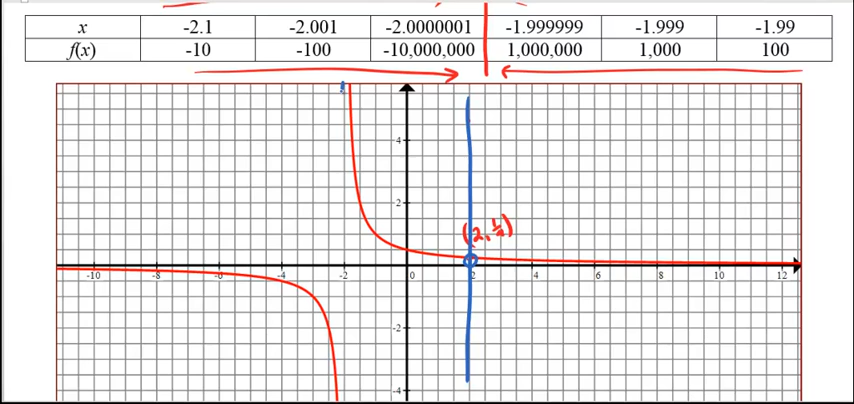 x -2.1 -2.001 -2.0000001 -1.999999 -1.999 -1.99
f(x) -10 -100 -10,000,000 1,000,000 1,000 100
4
2
(2, 1/4)
-10 -8 -6 -4 -2 0 2 4 6 8 10 12
-2
-4